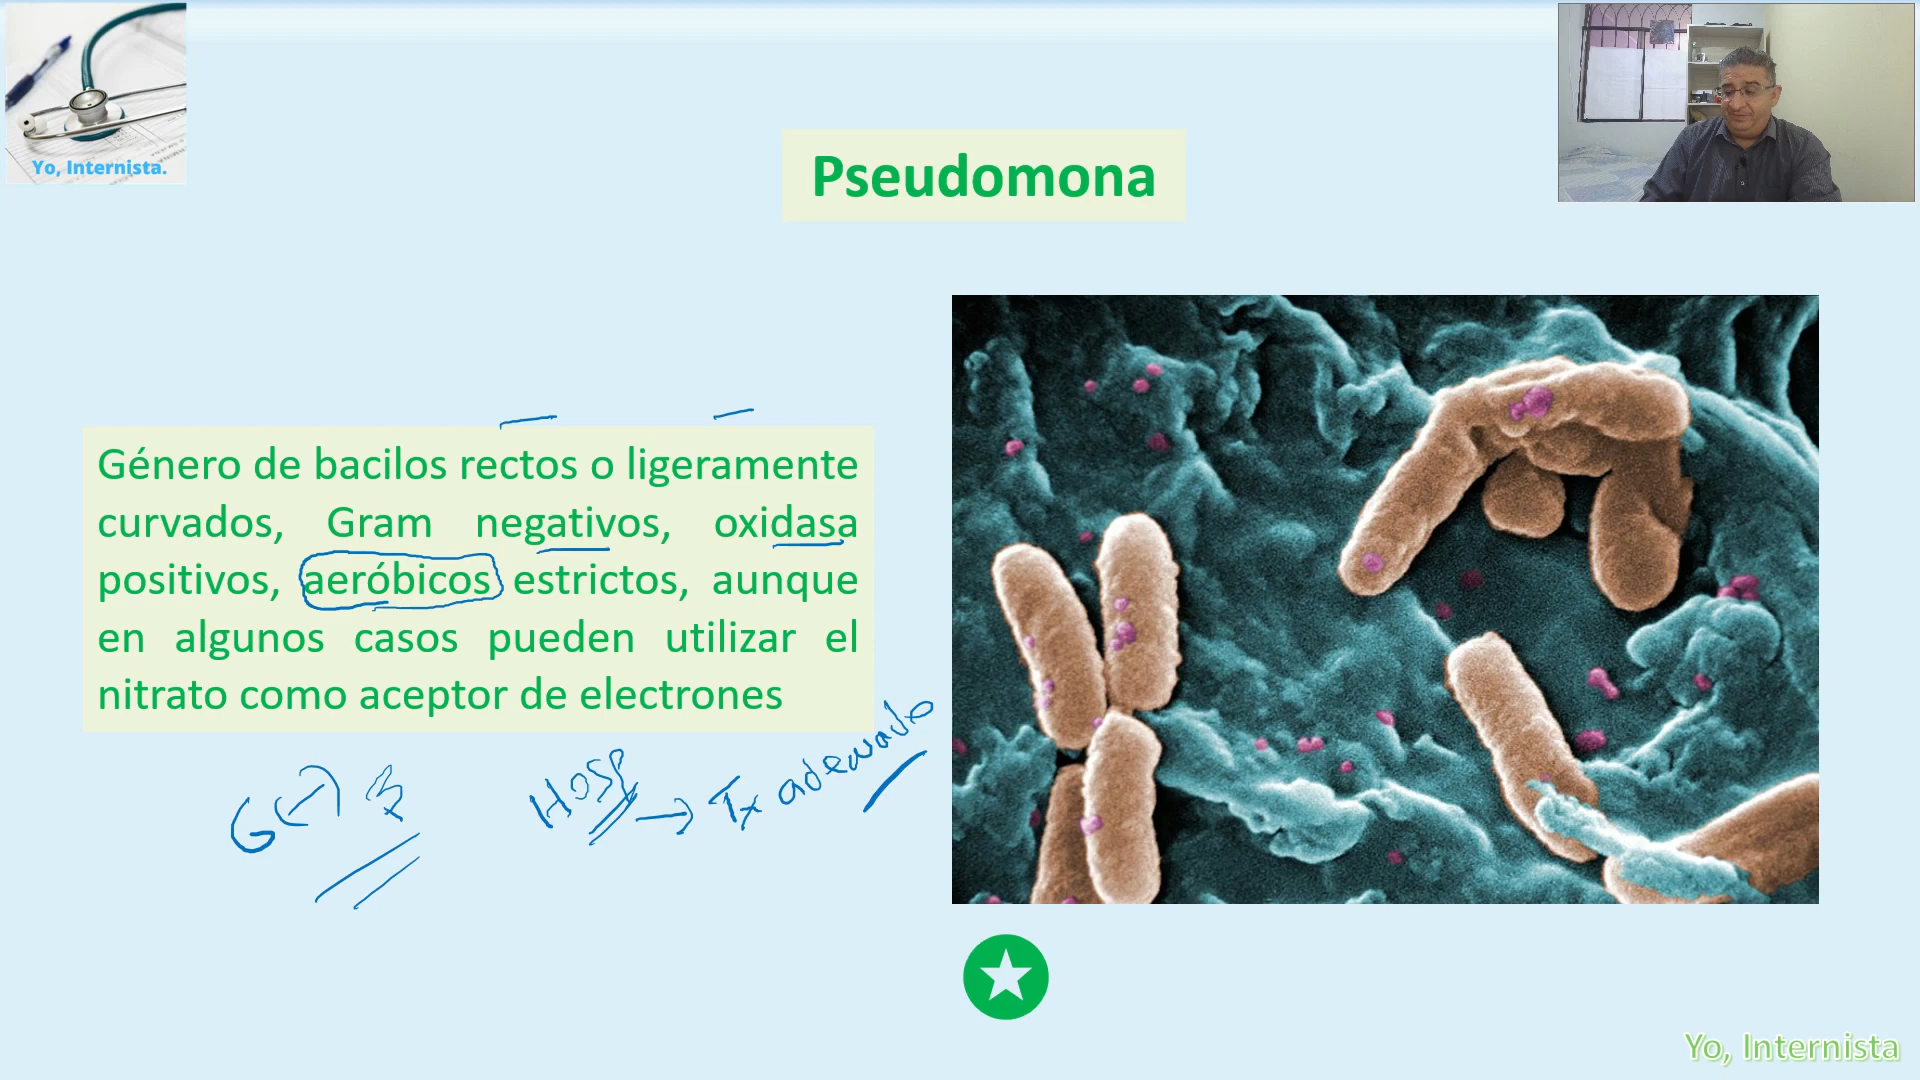 Yo, Internista.
Pseudomona
Género de bacilos rectos o ligeramente
curvados, Gram negativos, oxidasa
positivos, aeróbicos estrictos, aunque
en algunos casos pueden utilizar el
nitrato como aceptor de electrones
G(-)
Hosp → Tx adecuado
Yo, Internista